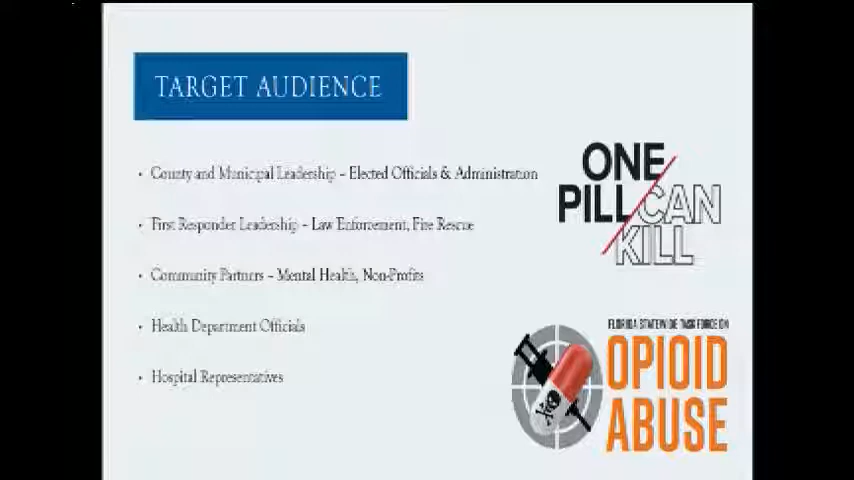 TARGET AUDIENCE
• County and Municipal Leadership – Elected Officials & Administration
• First Responder Leadership – Law Enforcement, Fire Rescue
• Community Partners – Mental Health, Non-Profits
• Health Department Officials
• Hospital Representatives
ONE
PILL CAN
KILL
FLORIDA STATEWIDE TASK FORCE ON
OPIOID
ABUSE